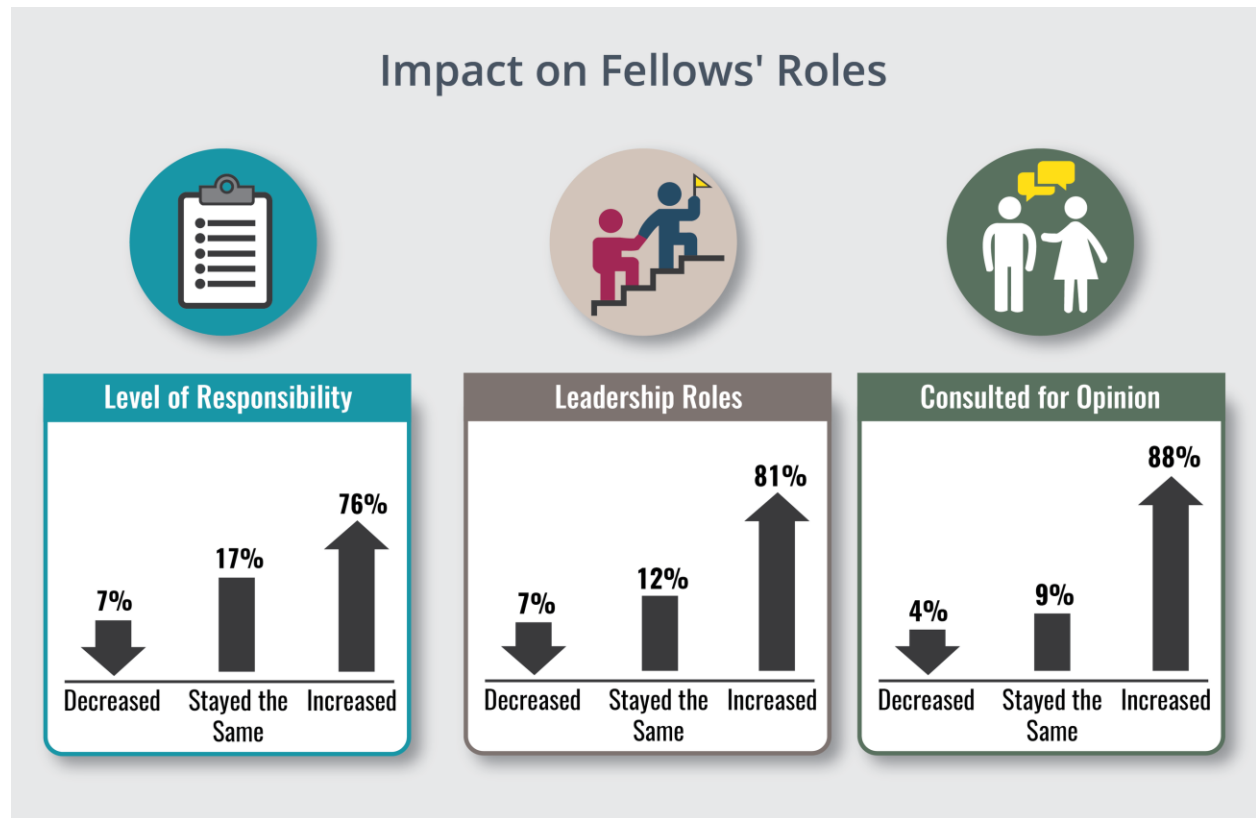 Impact on Fellows' Roles
Level of Responsibility
7%
17%
76%
Decreased
Stayed the
Same
Increased
Leadership Roles
7%
12%
81%
Decreased
Stayed the
Same
Increased
Consulted for Opinion
4%
9%
88%
Decreased
Stayed the
Same
Increased